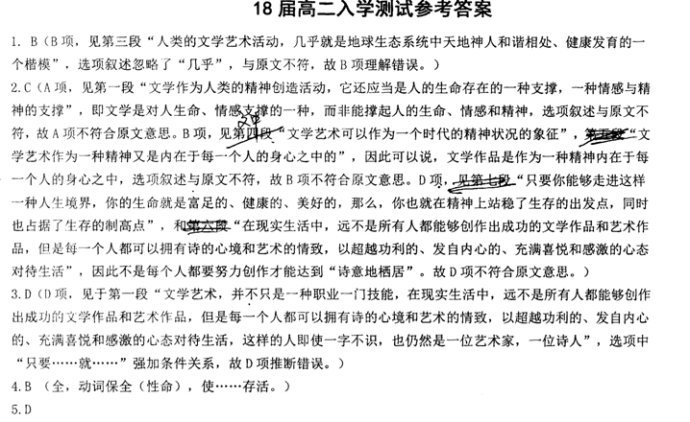 18届高二入学测试参考答案
1. B（B项，见第三段“人类的文学艺术活动，几乎就是地球生态系统中天地神人和谐相处、健康发育的一
个楷模”，选项叙述忽略了“几乎”，与原文不符，故B项理解错误。）
2.C（A项，见第一段“文学作为人类的精神创造活动，它还应当是人的生命存在的一种支撑，一种情感与精
神的支撑”，即文学是对人生命、情感支撑的一种，而非能撑起人的生命、情感和精神，选项叙述与原文不
符，故A项不符合原文意思。B项，见第四段“文学艺术可以作为一个时代的精神状况的象征”，“文
学艺术作为一种精神又是内在于每一个人的身心之中的”，因此可以说，文学作品是作为一种精神内在于每
一个人的身心之中，选项叙述与原文不符，故B项不符合原文意思。D项，见第七段“只要你能够走进这样
一种人生境界，你的生命就是富足的、健康的、美好的，那么，你也就在精神上站稳了生存的出发点，同时
也占据了生存的制高点”，和第六段“在现实生活中，远不是所有人都能够创作出成功的文学作品和艺术作
品，但是每一个人都可以拥有诗的心境和艺术的情致，以超越功利的、发自内心的、充满喜悦和感激的心态
对待生活”，因此不是每个人都要努力创作才能达到“诗意地栖居”。故D项不符合原文意思。）
3.D（D项，见于第一段“文学艺术，并不只是一种职业一门技能，在现实生活中，远不是所有人都能够创作
出成功的文学作品和艺术作品，但是每一个人都可以拥有诗的心境和艺术的情致，以超越功利的、发自内心
的、充满喜悦和感激的心态对待生活，这样的人即使一字不识，也仍然是一位艺术家，一位诗人”，选项中
“只要……就……”强加条件关系，故D项推断错误。）
4.B （全，动词保全（性命），使……存活。）
5.D